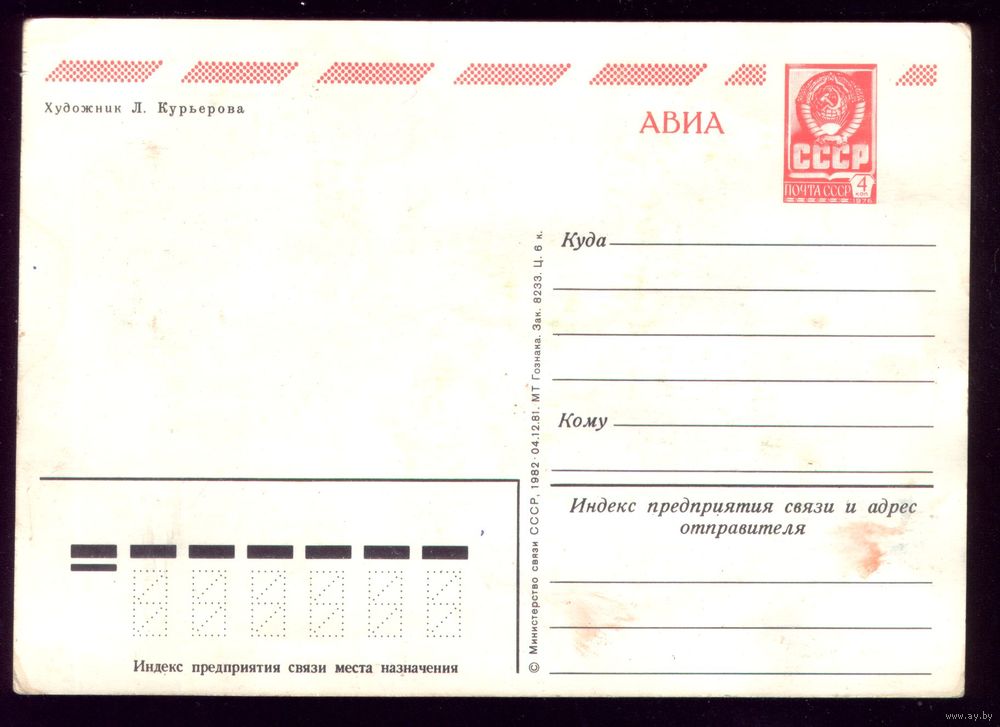 Художник Л. Курьерова
АВИА
СССР
ПОЧТА СССР
4
КОП
1976
Куда
Кому
Индекс предприятия связи и адрес
отправителя
© Министерство связи СССР, 1982 · 04.12.81. МТ Гознака. Зак. 8233. Ц. 6 к.
Индекс предприятия связи места назначения
www.ay.by